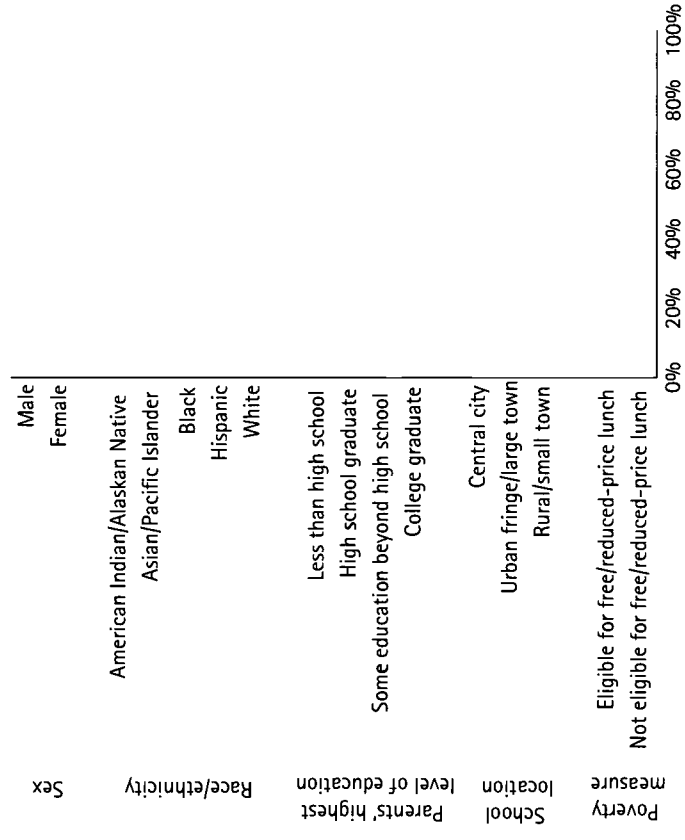 Sex
Male
Female
Race/ethnicity
American Indian/Alaskan Native
Asian/Pacific Islander
Black
Hispanic
White
Parents' highest
level of education
Less than high school
High school graduate
Some education beyond high school
College graduate
School
location
Central city
Urban fringe/large town
Rural/small town
Poverty
measure
Eligible for free/reduced-price lunch
Not eligible for free/reduced-price lunch
0%
20%
40%
60%
80%
100%